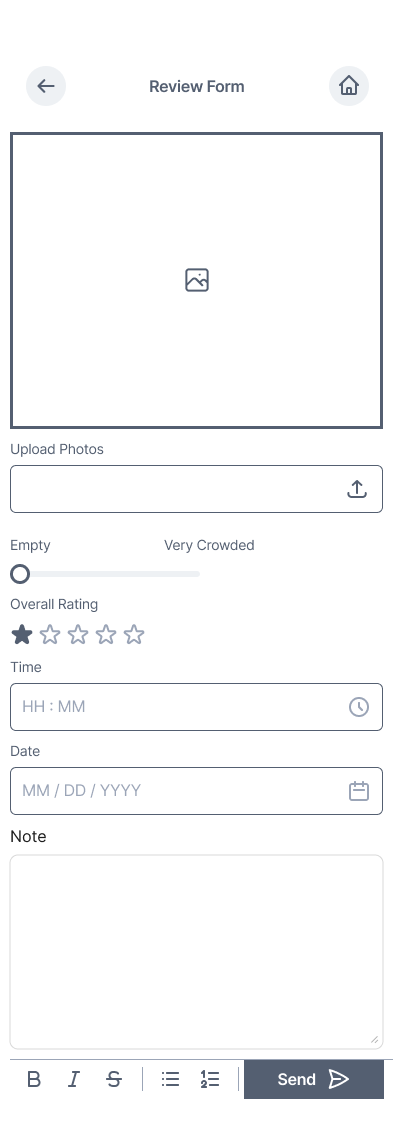 Review Form
Upload Photos
Empty
Very Crowded
Overall Rating
Time
HH : MM
Date
MM / DD / YYYY
Note
B I S
Send